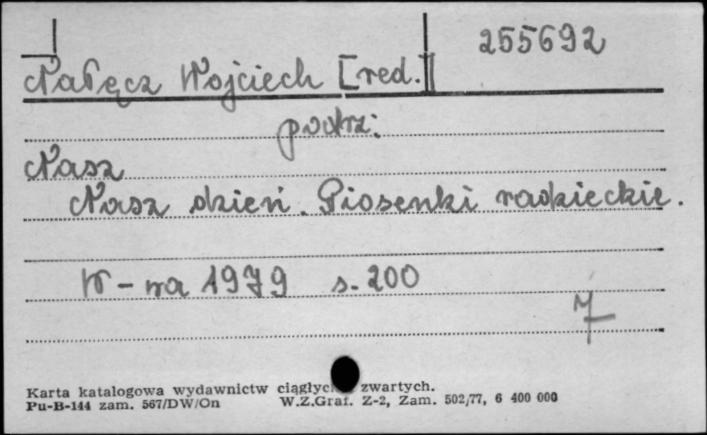 255692
Nałęcz Wojciech [red.]
podrz:
Nasz
Nasz dzień. Piosenki radzieckie.
W-wa 1979 s. 200
Karta katalogowa wydawnictw ciągłych zwartych.
Pu-B-144 zam. 567/DW/On W.Z.Graf. Z-2, Zam. 502/77, 6 400 000